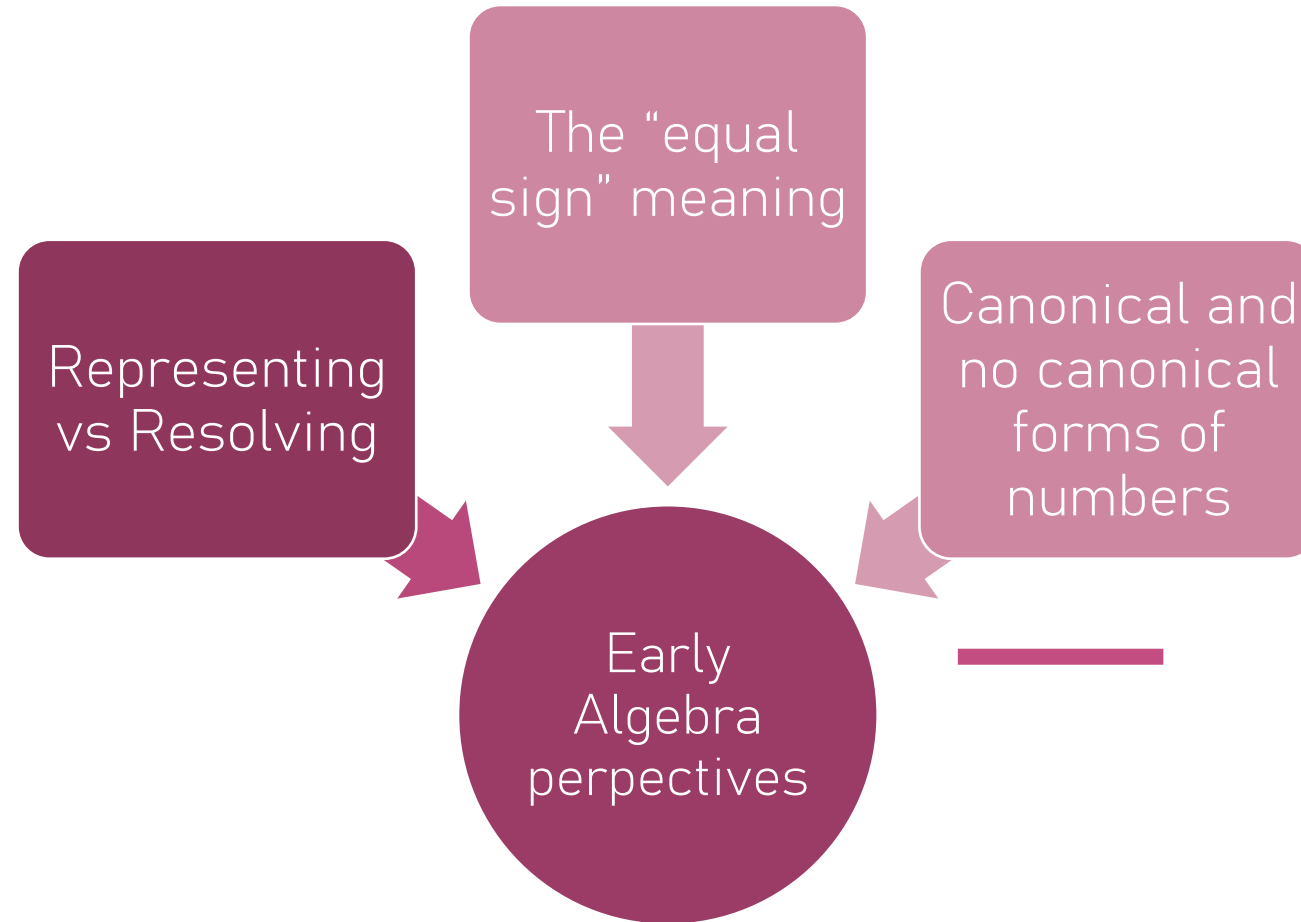 The “equal
sign” meaning
Representing
vs Resolving
Canonical and
no canonical
forms of
numbers
Early
Algebra
perpectives